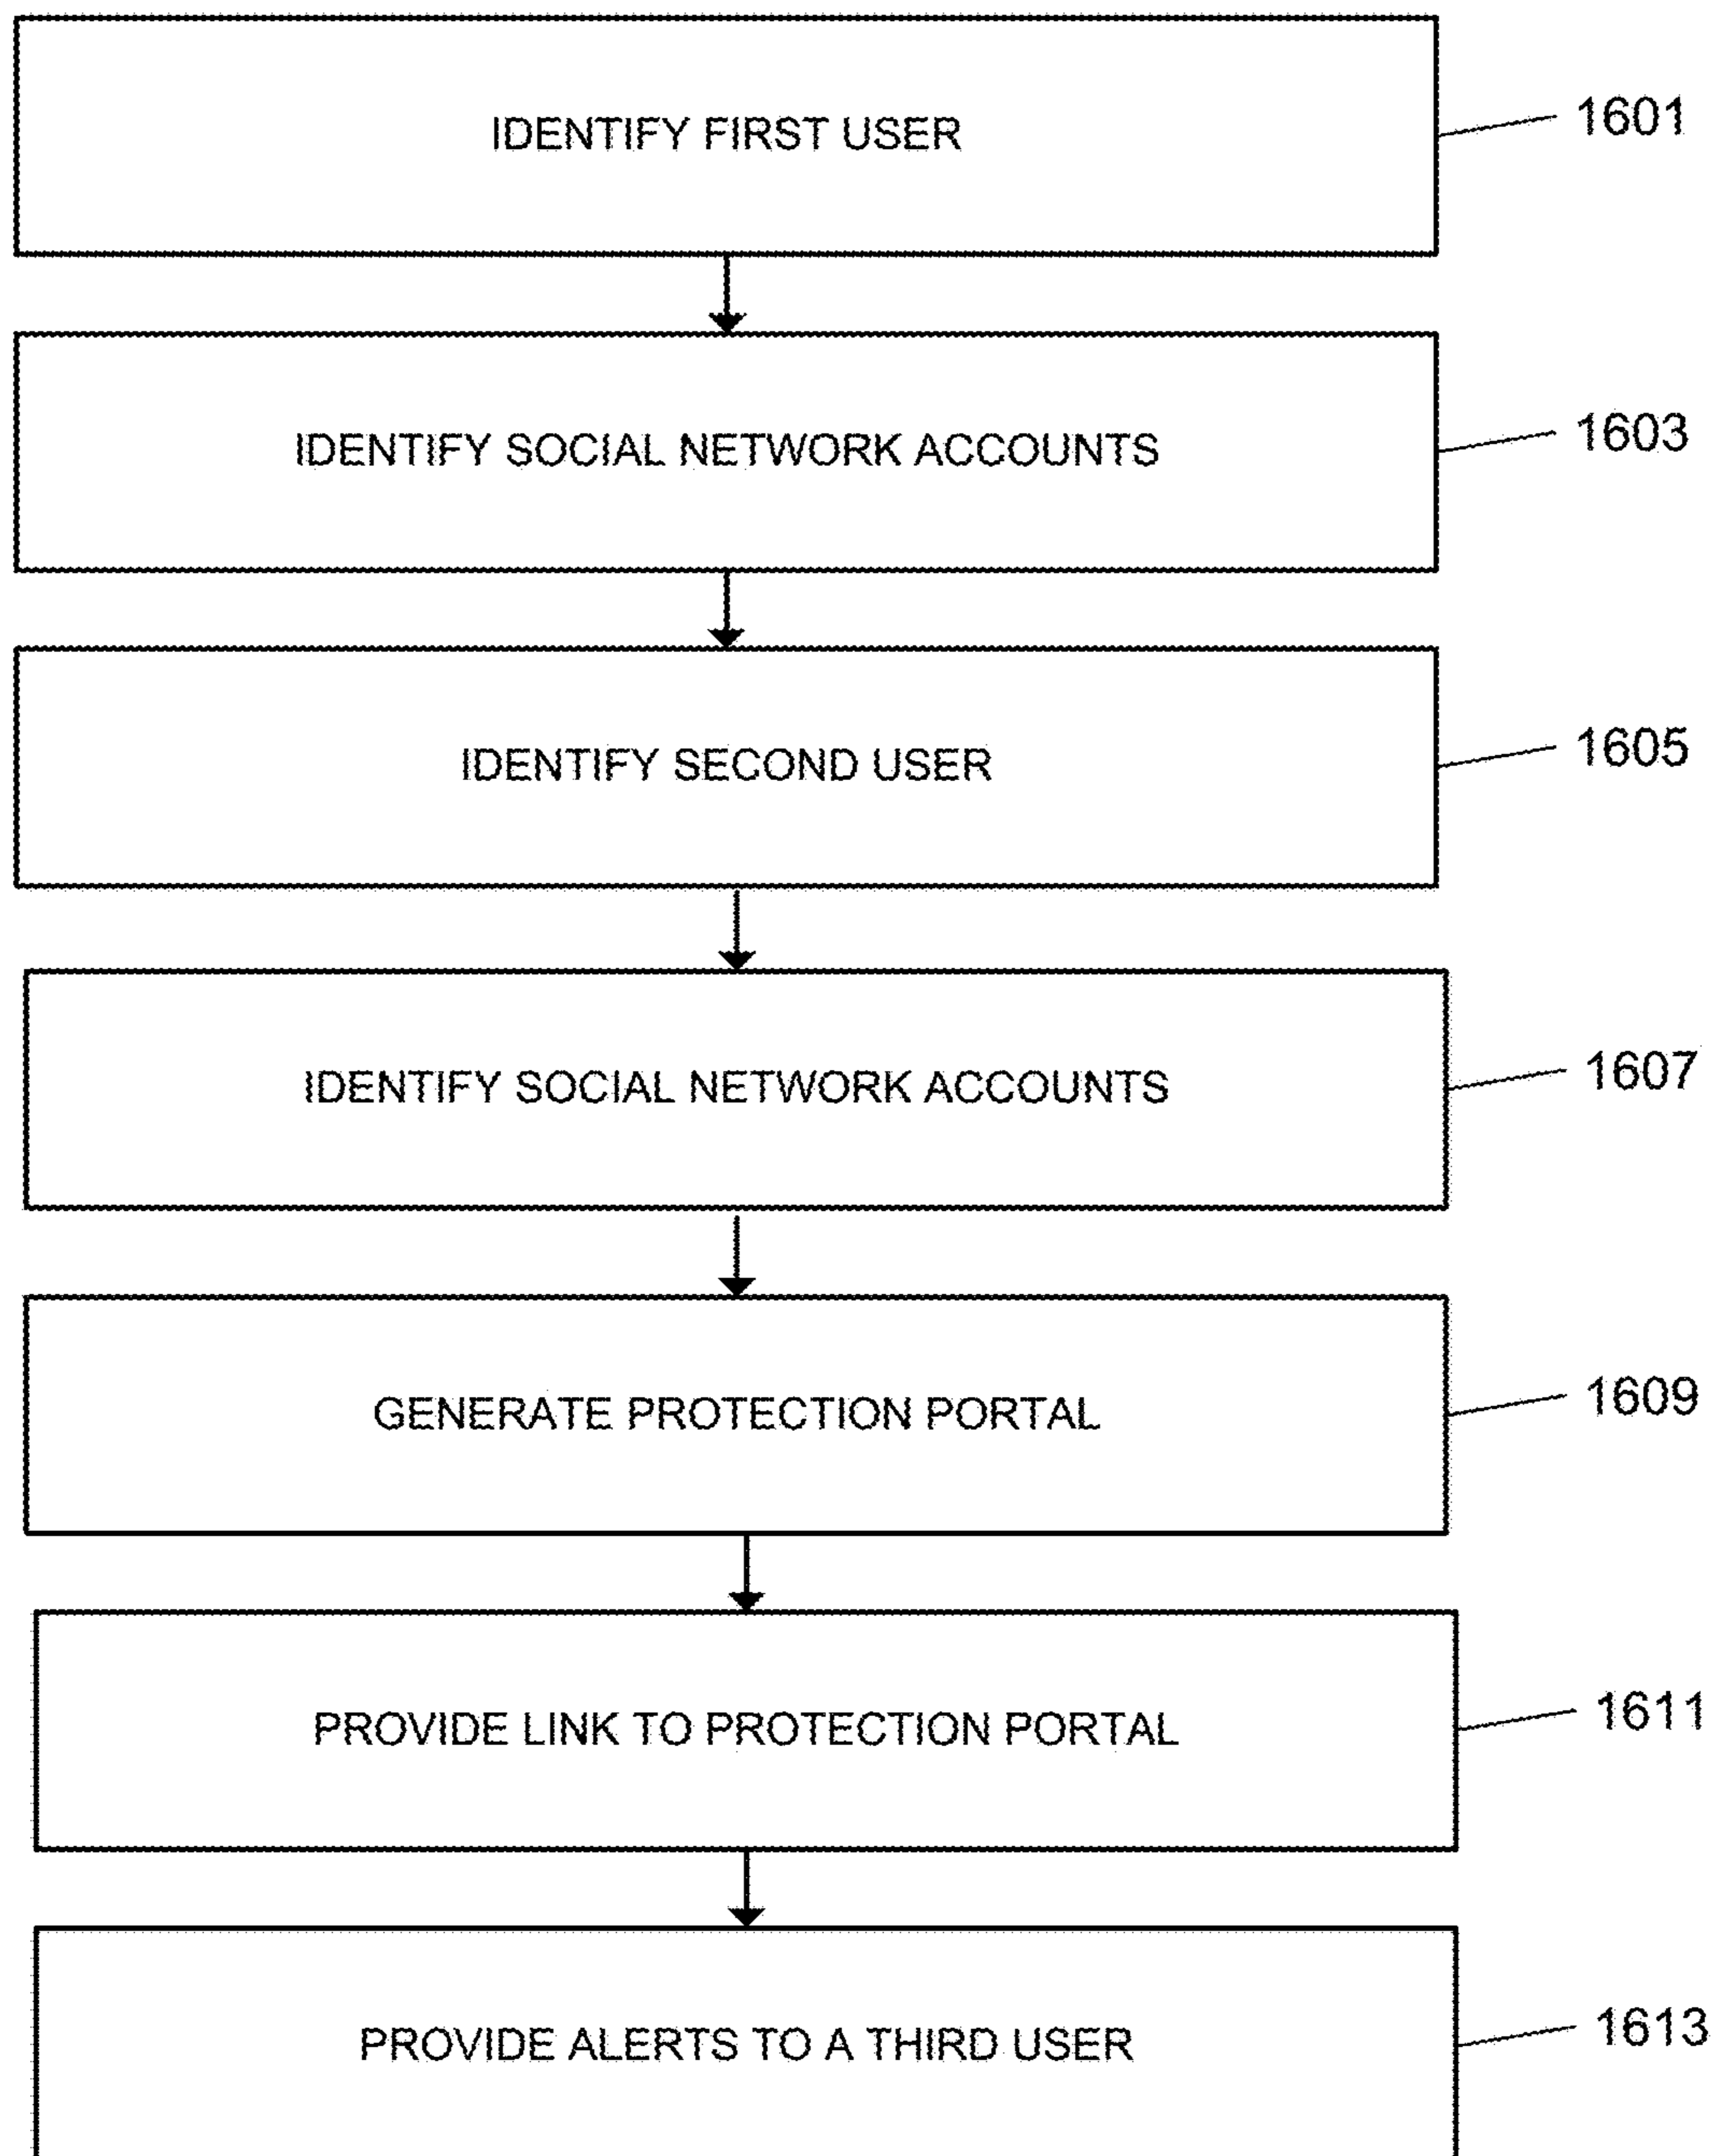 IDENTIFY FIRST USER
1601
IDENTIFY SOCIAL NETWORK ACCOUNTS
1603
IDENTIFY SECOND USER
1605
IDENTIFY SOCIAL NETWORK ACCOUNTS
1607
GENERATE PROTECTION PORTAL
1609
PROVIDE LINK TO PROTECTION PORTAL
1611
PROVIDE ALERTS TO A THIRD USER
1613